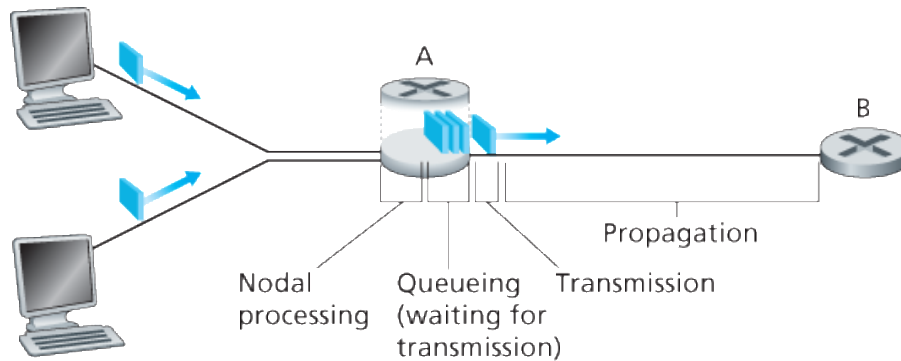 A
B
Propagation
Nodal
processing
Queueing
(waiting for
transmission)
Transmission